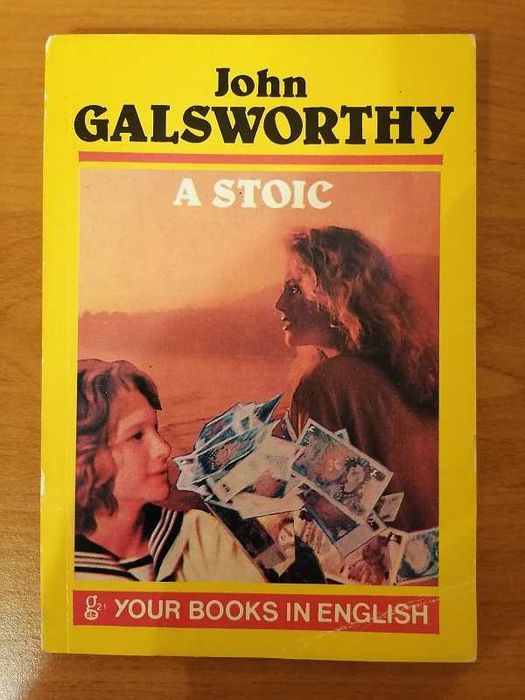 John
GALSWORTHY
A STOIC
g21 YOUR BOOKS IN ENGLISH